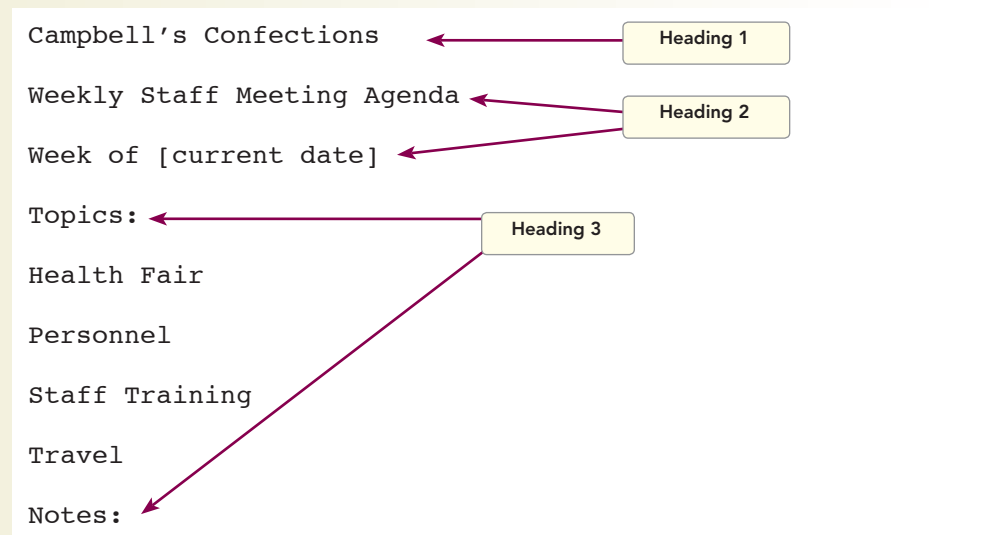 Campbell’s Confections
Heading 1
Weekly Staff Meeting Agenda
Heading 2
Week of [current date]
Topics:
Heading 3
Health Fair
Personnel
Staff Training
Travel
Notes: